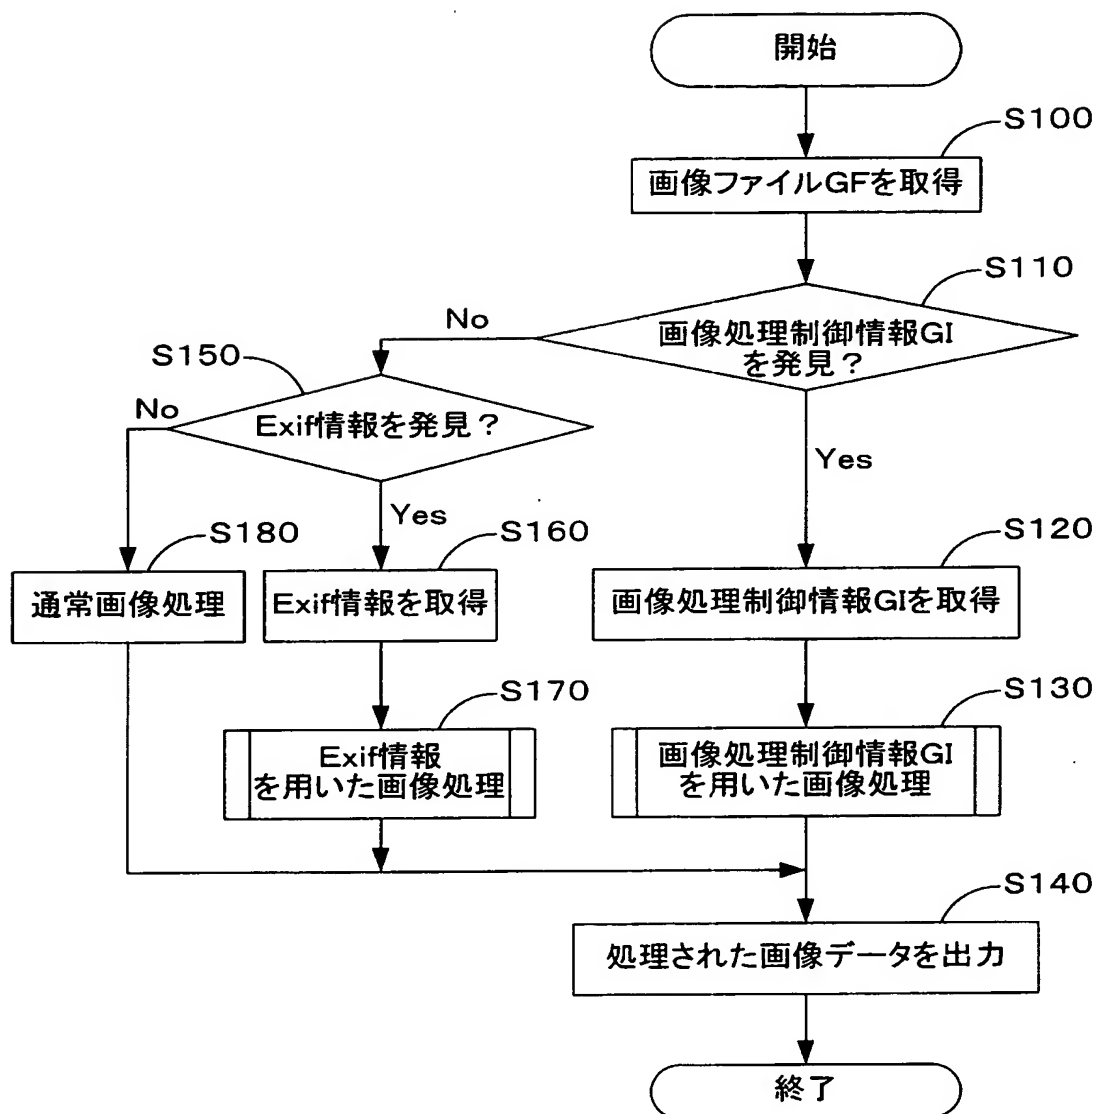 開始
S100
画像ファイルGFを取得
S110
画像処理制御情報GI
を発見？
No
Yes
S150
Exif情報を発見？
No
Yes
S180
通常画像処理
S160
Exif情報を取得
S120
画像処理制御情報GIを取得
S170
Exif情報
を用いた画像処理
S130
画像処理制御情報GI
を用いた画像処理
S140
処理された画像データを出力
終了